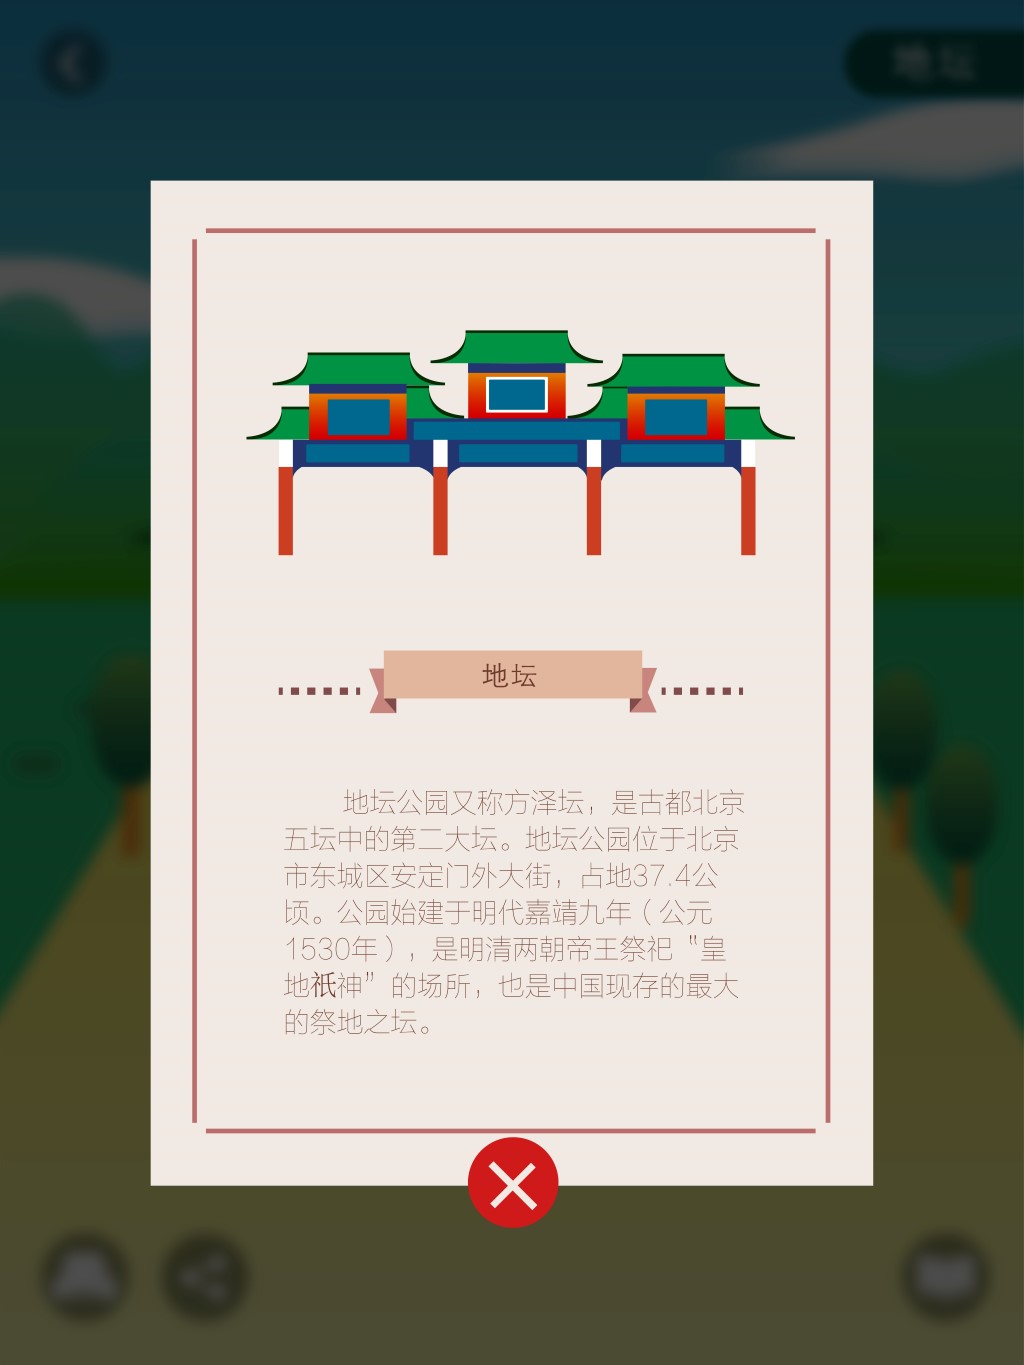 地坛
地坛
地坛公园又称方泽坛，是古都北京
五坛中的第二大坛。地坛公园位于北京
市东城区安定门外大街，占地37.4公
顷。公园始建于明代嘉靖九年（公元
1530年），是明清两朝帝王祭祀“皇
地祇神”的场所，也是中国现存的最大
的祭地之坛。